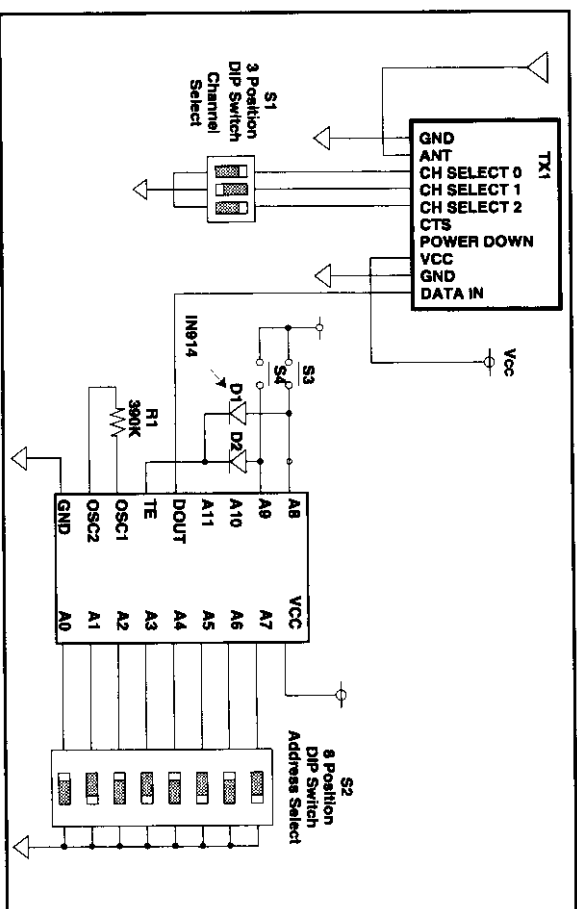 TX1
GND
ANT
CH SELECT 0
CH SELECT 1
CH SELECT 2
CTS
POWER DOWN
VCC
GND
DATA IN
Vcc
S1
3 Position
DIP Switch
Channel
Select
S3
S4
IN914
D1
D2
R1
390K
A8
A9
A10
A11
DOUT
TE
OSC1
OSC2
GND
VCC
A7
A6
A5
A4
A3
A2
A1
A0
S2
8 Position
DIP Switch
Address Select